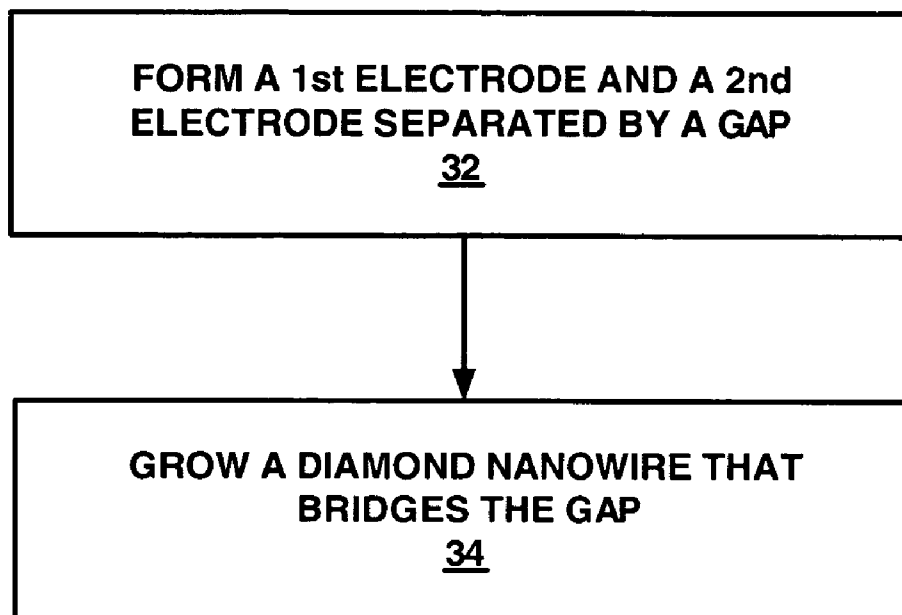 FORM A 1st ELECTRODE AND A 2nd
ELECTRODE SEPARATED BY A GAP
32
GROW A DIAMOND NANOWIRE THAT
BRIDGES THE GAP
34